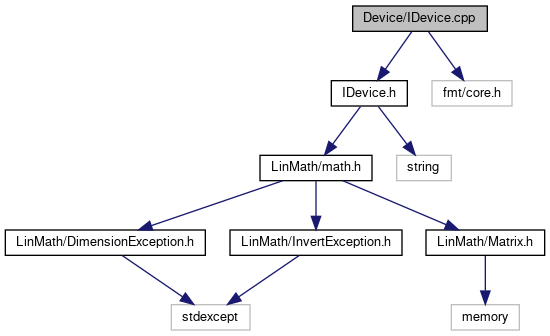 Device/IDevice.cpp
IDevice.h
fmt/core.h
LinMath/math.h
string
LinMath/DimensionException.h
LinMath/InvertException.h
LinMath/Matrix.h
stdexcept
memory